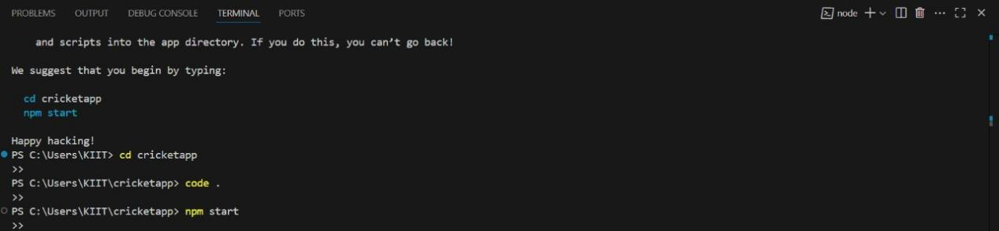 PROBLEMS OUTPUT DEBUG CONSOLE TERMINAL PORTS node
and scripts into the app directory. If you do this, you can’t go back!
We suggest that you begin by typing:
cd cricketapp
npm start
Happy hacking!
PS C:\Users\KIIT> cd cricketapp
>>
PS C:\Users\KIIT\cricketapp> code .
>>
PS C:\Users\KIIT\cricketapp> npm start
>>